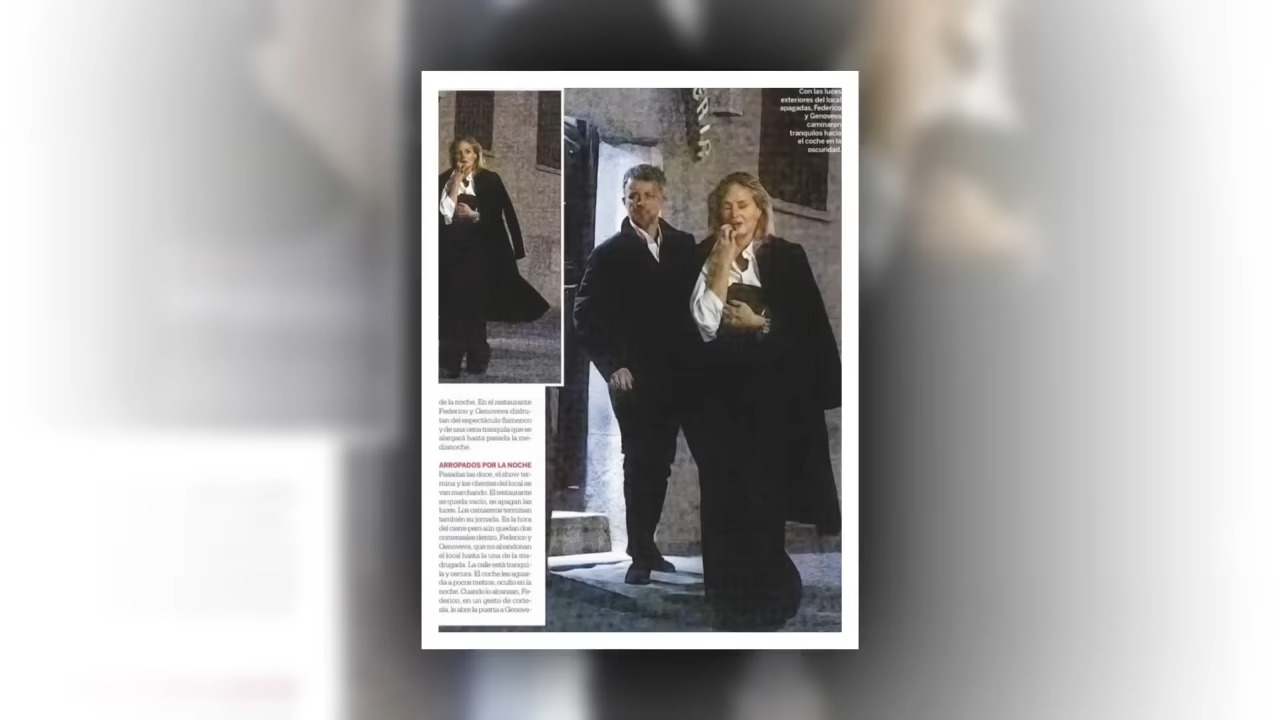 Con las luces
exteriores del local
apagadas, Federico
y Genoveva
caminaron
tranquilos hacia
el coche en la
oscuridad.
de la noche. En el restaurante
Federico y Genoveva disfru-
tan del espectáculo flamenco
y de una cena tranquila que se
alargará hasta pasada la me-
dianoche.
ARROPADOS POR LA NOCHE
Pasadas las doce, el show ter-
mina y los clientes del local se
van marchando. El restaurante
se queda vacío, se apagan las
luces. Los camareros terminan
también su jornada. Es la hora
del cierre pero aún quedan dos
comensales dentro, Federico y
Genoveva, que no abandonan
el local hasta la una de la ma-
drugada. La calle está tranqui-
la y oscura. El coche les aguar-
da a pocos metros, oculto en la
noche. Cuando lo alcanzan, Fe-
derico, en un gesto de corte-
sía, le abre la puerta a Genove-